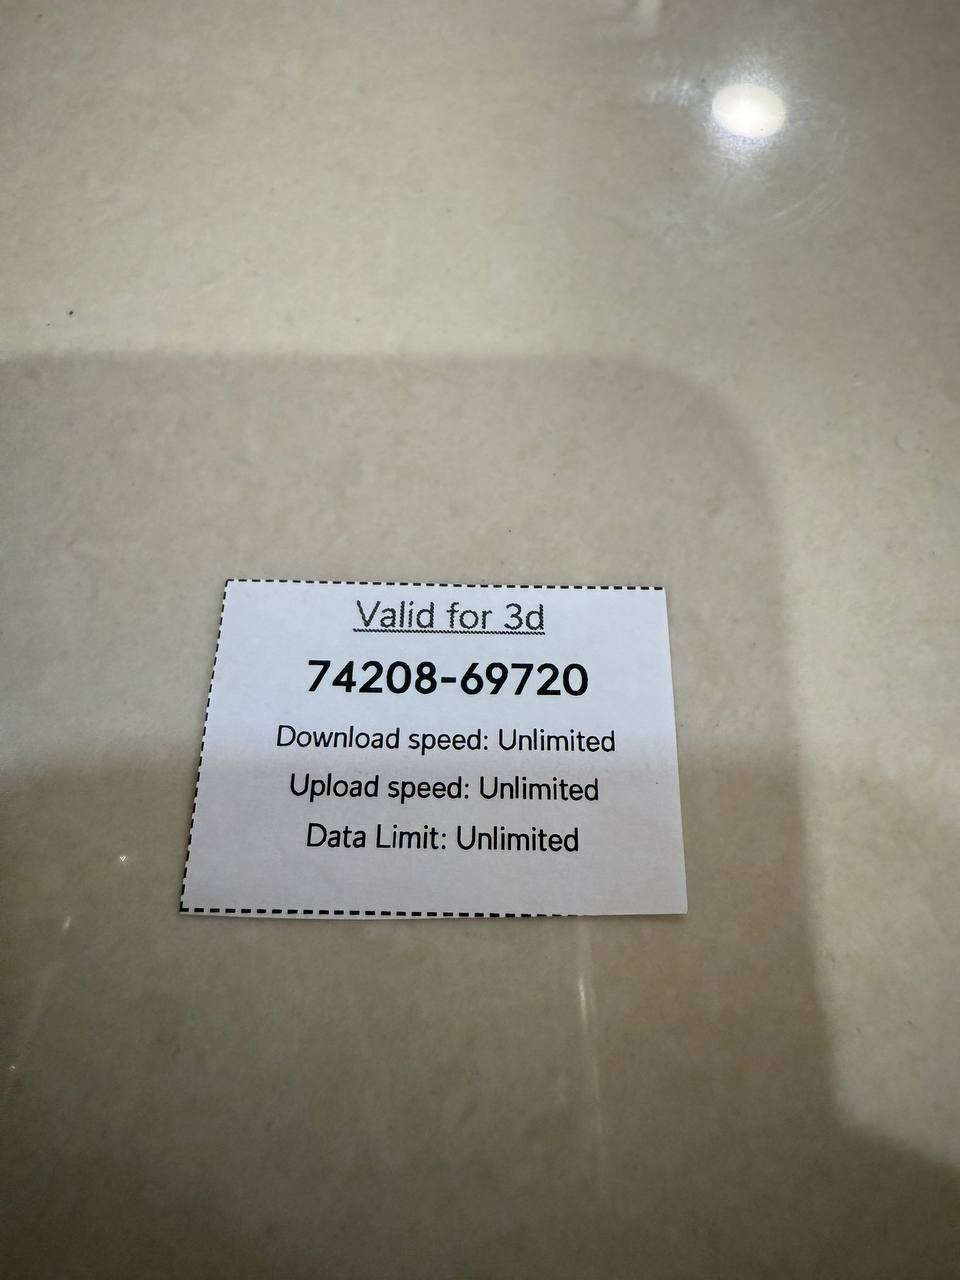 Valid for 3d
74208-69720
Download speed: Unlimited
Upload speed: Unlimited
Data Limit: Unlimited